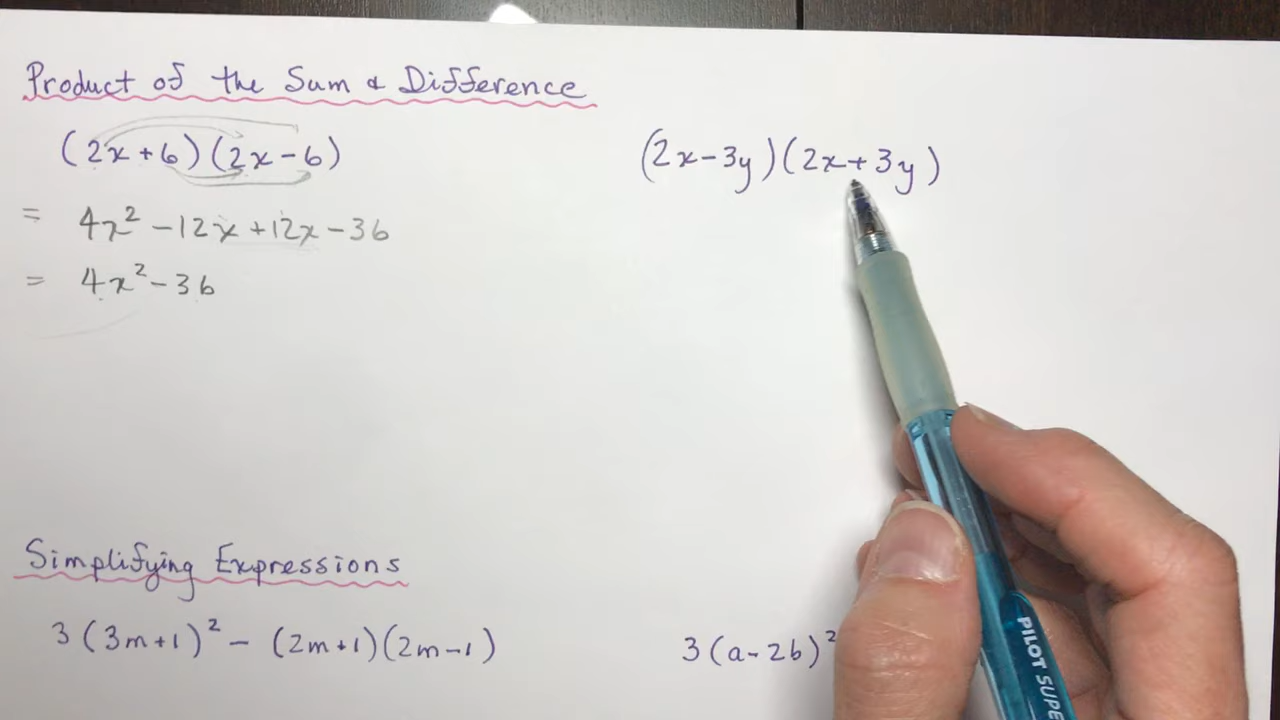 Product of the Sum & Difference
(2x+6)(2x-6)
= 4x² -12x +12x -36
= 4x² -36
(2x-3y)(2x+3y)
Simplifying Expressions
3(3m+1)² - (2m+1)(2m-1)
3(a-2b)²
PILOT SUPE